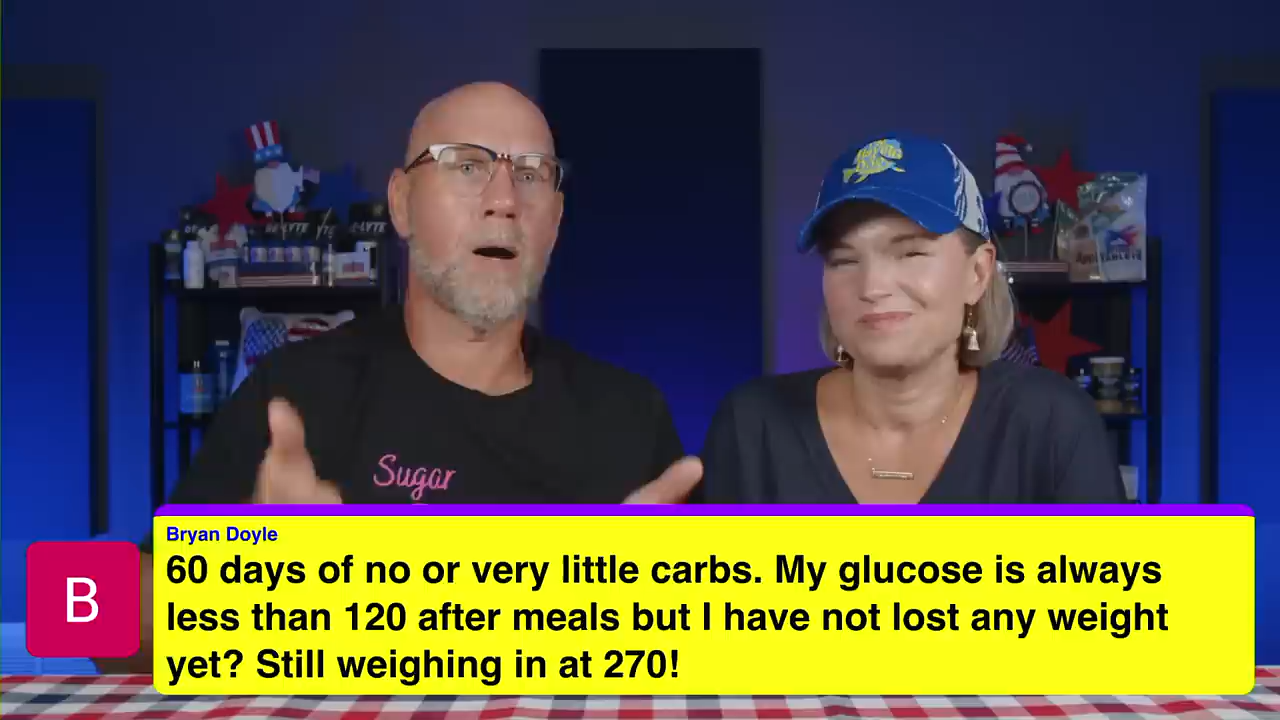 LYTE
Sugar
Bryan Doyle
B
60 days of no or very little carbs. My glucose is always
less than 120 after meals but I have not lost any weight
yet? Still weighing in at 270!